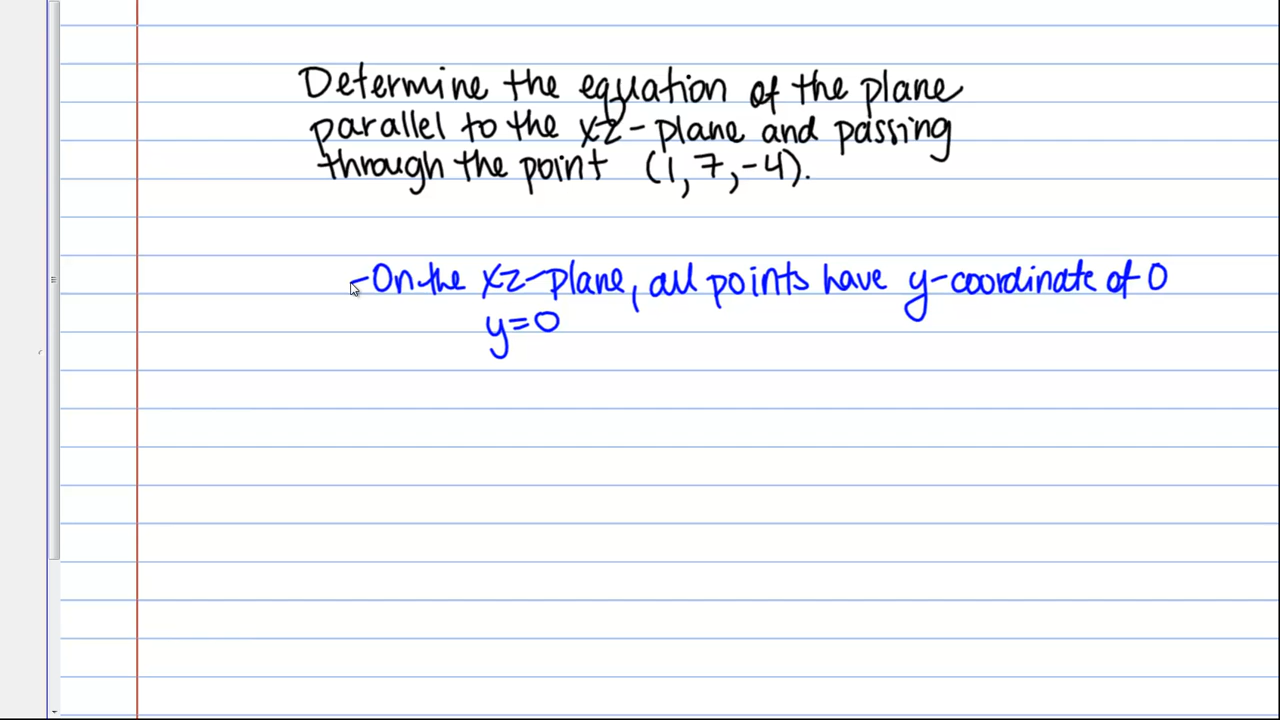 Determine the equation of the plane
parallel to the xz-plane and passing
through the point (1,7,-4).
-On the xz-plane, all points have y-coordinate of 0
y=0